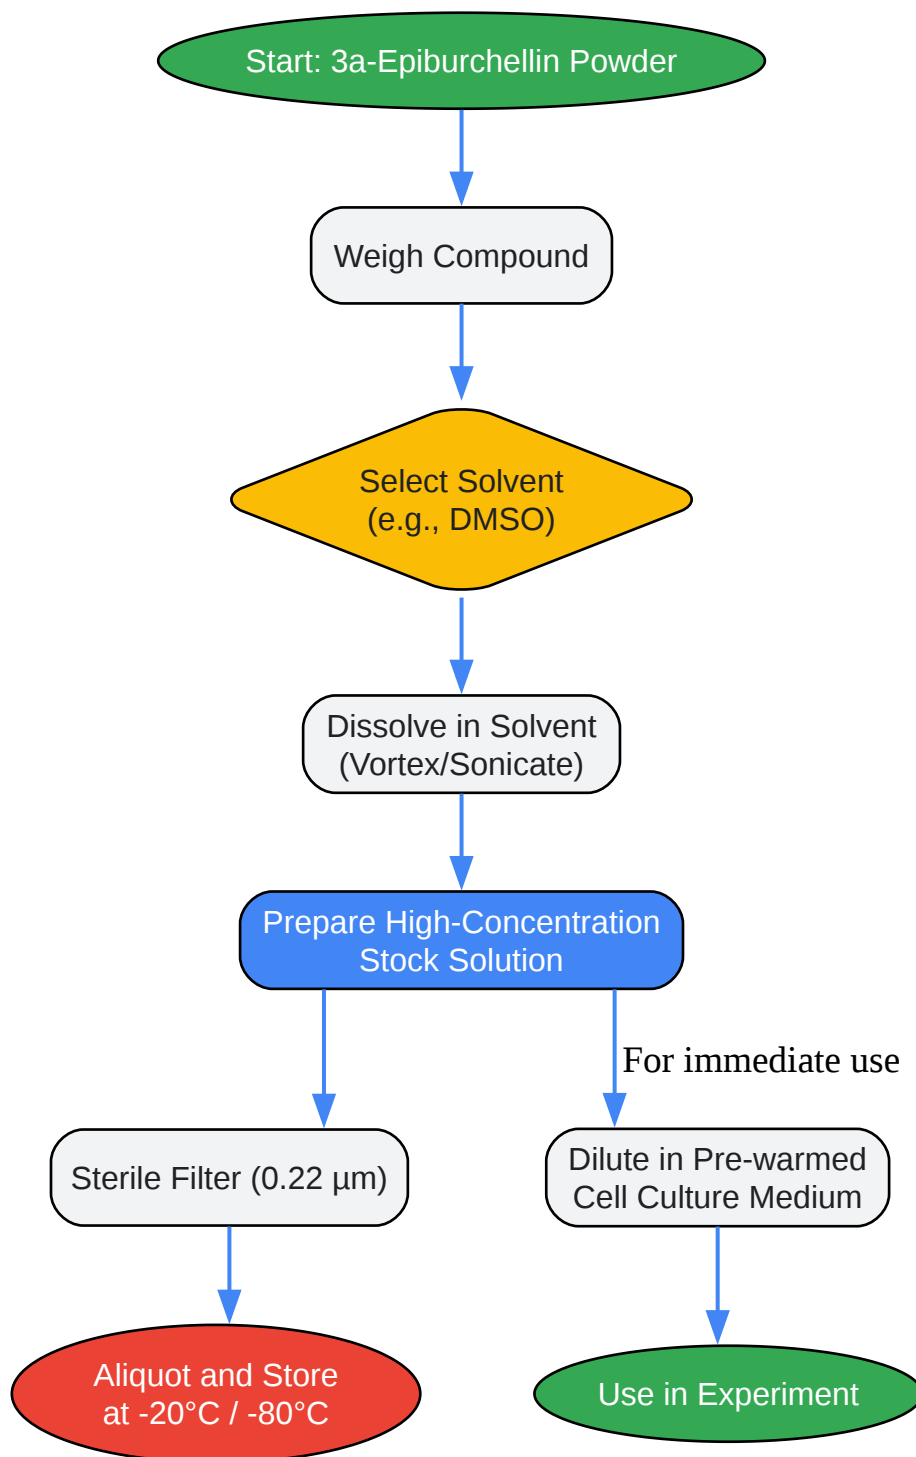 Start: 3a-Epiburchellin Powder
Weigh Compound
Select Solvent
(e.g., DMSO)
Dissolve in Solvent
(Vortex/Sonicate)
Prepare High-Concentration
Stock Solution
For immediate use
Sterile Filter (0.22 µm)
Dilute in Pre-warmed
Cell Culture Medium
Aliquot and Store
at -20°C / -80°C
Use in Experiment